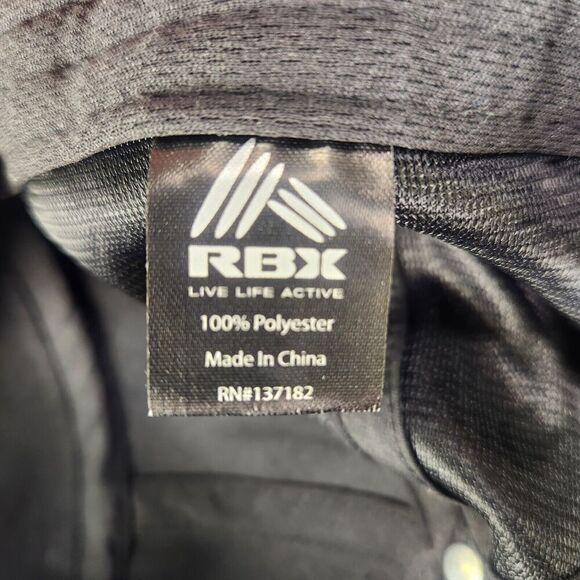 RBX
LIVE LIFE ACTIVE
100% Polyester
Made In China
RN#137182